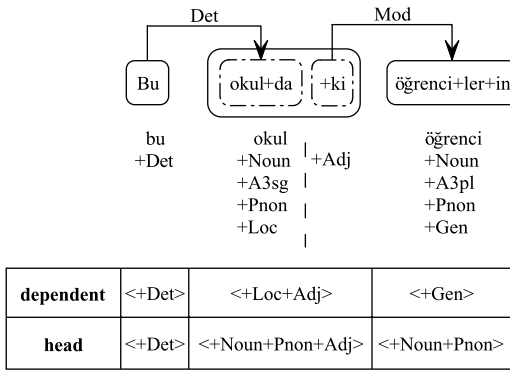 Det Mod
Bu okul+da +ki öğrenci+ler+in
bu okul öğrenci
+Det +Noun +Adj +Noun
+A3sg +A3pl
+Pnon +Pnon
+Loc +Gen
dependent <+Det> <+Loc+Adj> <+Gen>
head <+Det> <+Noun+Pnon+Adj> <+Noun+Pnon>